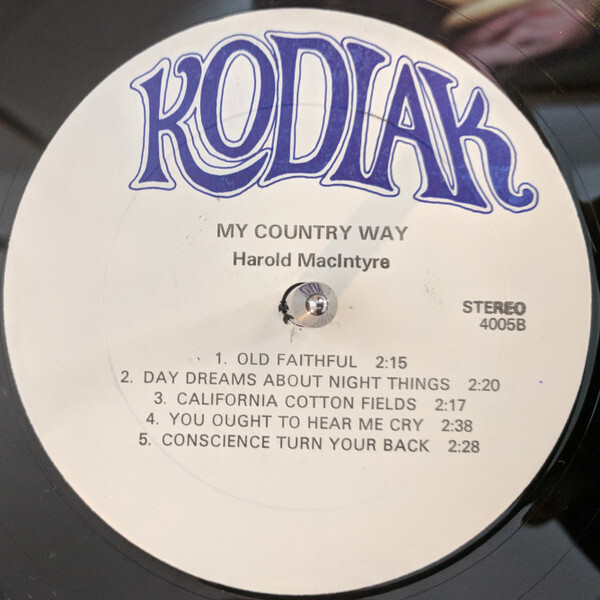 KODIAK
MY COUNTRY WAY
Harold MacIntyre
STEREO
4005B
1. OLD FAITHFUL 2:15
2. DAY DREAMS ABOUT NIGHT THINGS 2:20
3. CALIFORNIA COTTON FIELDS 2:17
4. YOU OUGHT TO HEAR ME CRY 2:38
5. CONSCIENCE TURN YOUR BACK 2:28